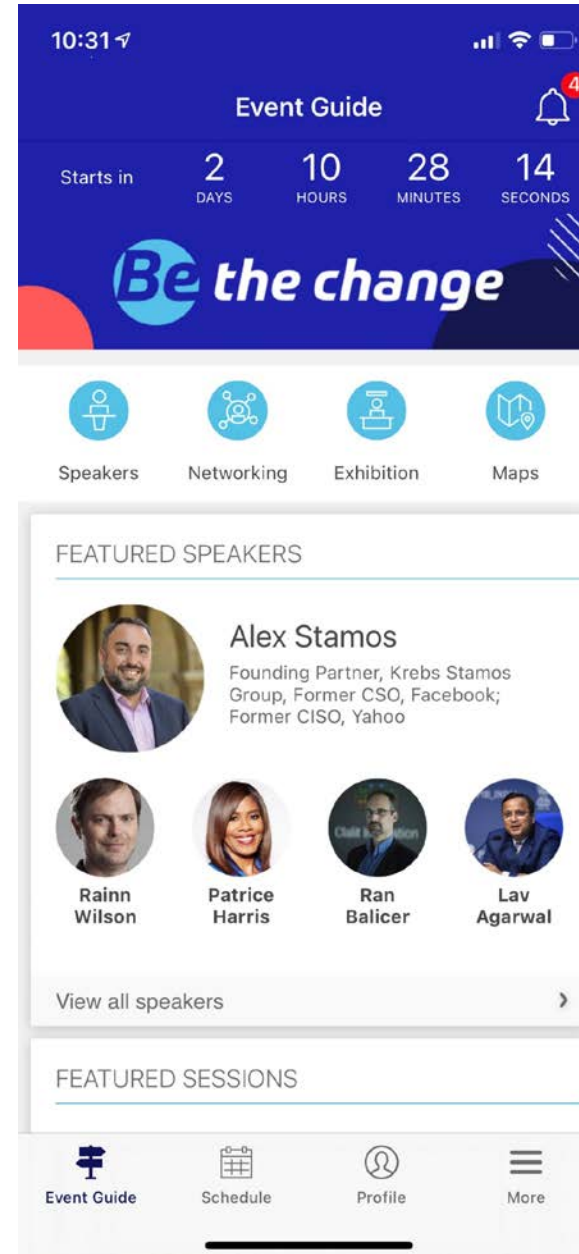 10:31
Event Guide
4
Starts in
2
DAYS
10
HOURS
28
MINUTES
14
SECONDS
Be the change
Speakers
Networking
Exhibition
Maps
FEATURED SPEAKERS
Alex Stamos
Founding Partner, Krebs Stamos
Group, Former CSO, Facebook;
Former CISO, Yahoo
Rainn
Wilson
Patrice
Harris
Ran
Balicer
Lav
Agarwal
View all speakers
FEATURED SESSIONS
Event Guide
Schedule
Profile
More